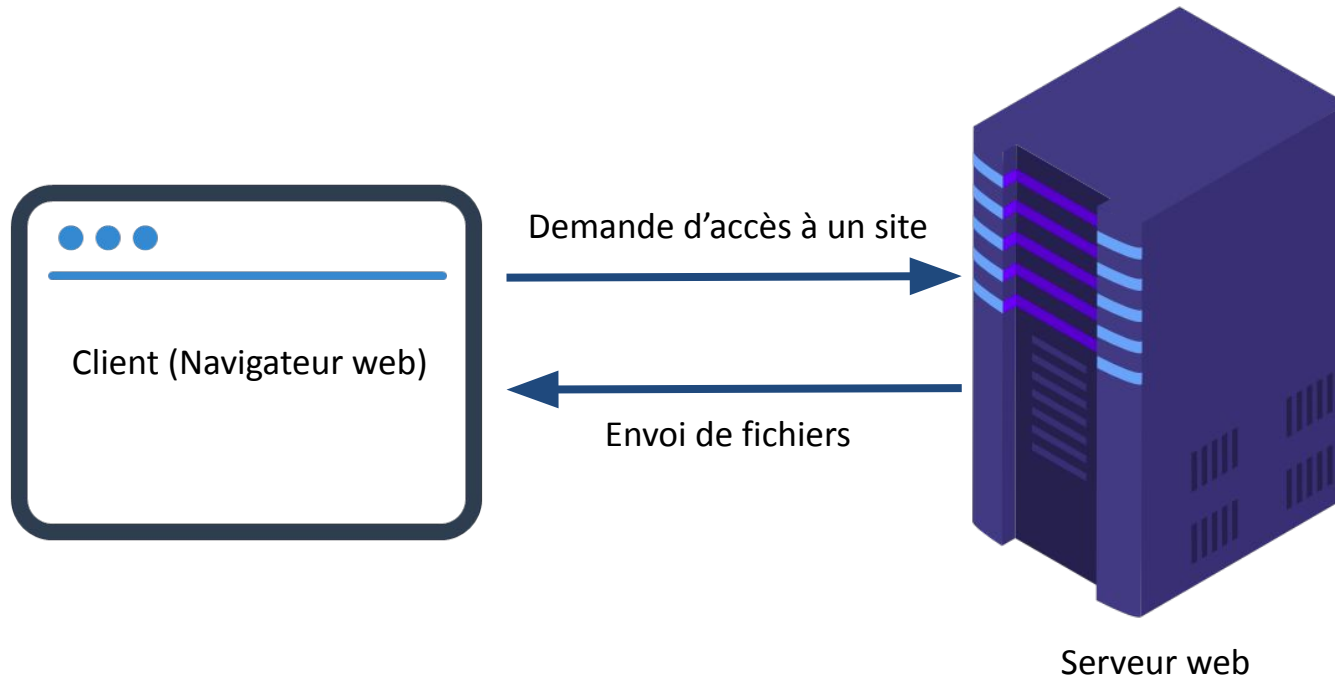 Demande d’accès à un site
Client (Navigateur web)
Envoi de fichiers
Serveur web